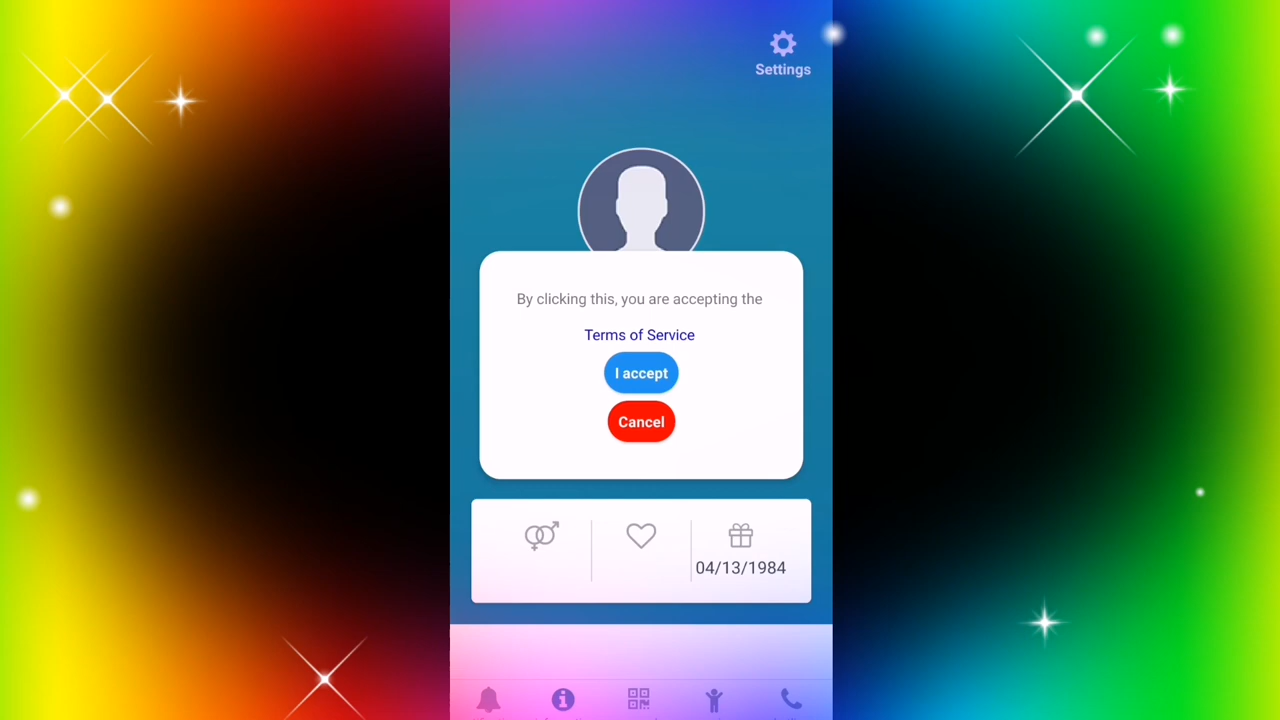 Settings
By clicking this, you are accepting the
Terms of Service
I accept
Cancel
04/13/1984